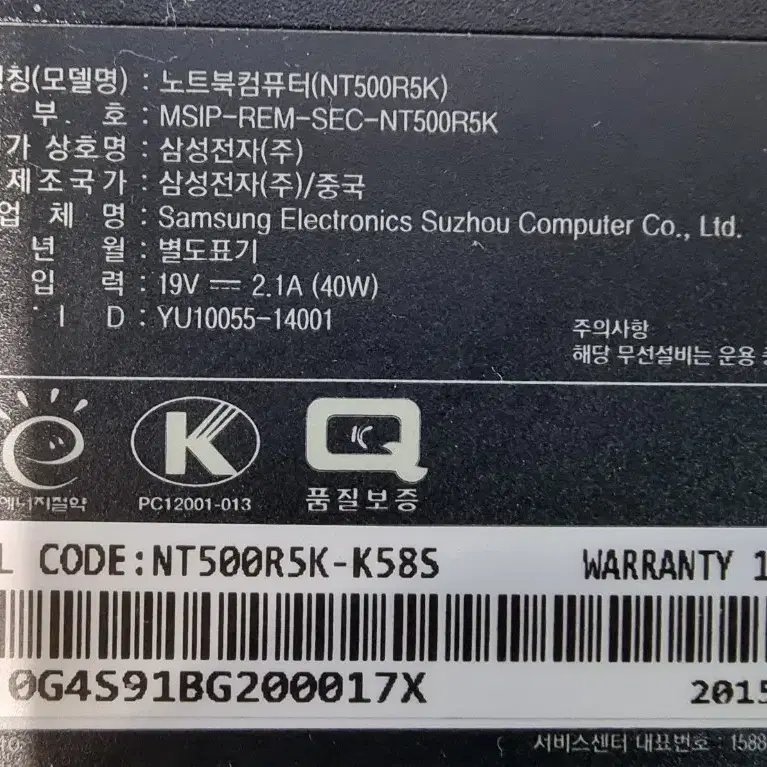 칭(모델명) : 노트북컴퓨터(NT500R5K)
부. 호 : MSIP-REM-SEC-NT500R5K
가 상호명 : 삼성전자(주)
제조국가 : 삼성전자(주)/중국
업 체 명 : Samsung Electronics Suzhou Computer Co., Ltd.
년 월 : 별도표기
입 력 : 19V 2.1A (40W)
I D : YU10055-14001
주의사항
해당 무선설비는 운용
e K Q
K
에너지절약 PC12001-013 품질보증
L CODE:NT500R5K-K58S WARRANTY 1
0G4S91BG200017X 2015
서비스센터 대표번호 : 1588